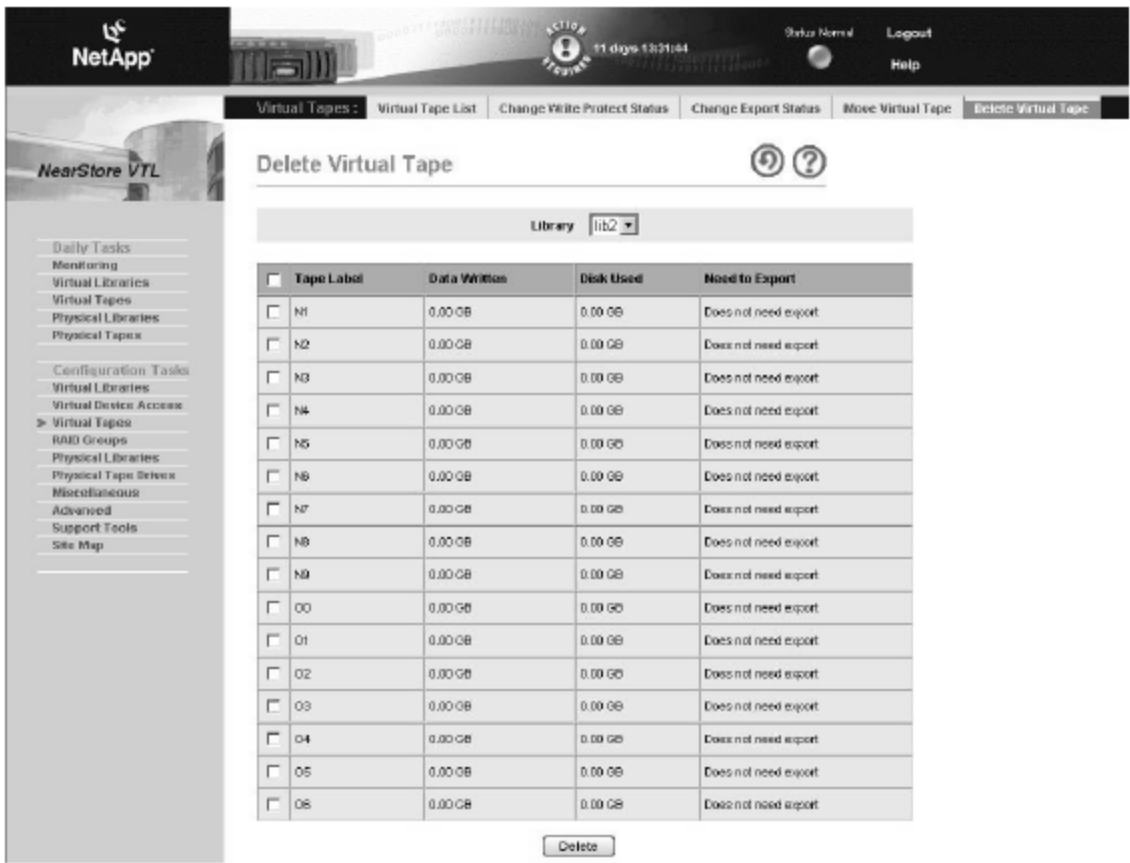 NetApp
ACTION REQUIRED
11 days 13:31:44
Status Normal
Logout
Help
Virtual Tapes : Virtual Tape List Change Write Protect Status Change Export Status Move Virtual Tape Delete Virtual Tape
NearStore VTL
Delete Virtual Tape
Library lib2
Daily Tasks
Monitoring
Virtual Libraries
Virtual Tapes
Physical Libraries
Physical Tapes
Configuration Tasks
Virtual Libraries
Virtual Device Access
Virtual Tapes
RAID Groups
Physical Libraries
Physical Tape Drives
Miscellaneous
Advanced
Support Tools
Site Map
Tape Label Data Written Disk Used Need to Export
N1 0.00 GB 0.00 GB Does not need export
N2 0.00 GB 0.00 GB Does not need export
N3 0.00 GB 0.00 GB Does not need export
N4 0.00 GB 0.00 GB Does not need export
N5 0.00 GB 0.00 GB Does not need export
N6 0.00 GB 0.00 GB Does not need export
N7 0.00 GB 0.00 GB Does not need export
N8 0.00 GB 0.00 GB Does not need export
N9 0.00 GB 0.00 GB Does not need export
O0 0.00 GB 0.00 GB Does not need export
O1 0.00 GB 0.00 GB Does not need export
O2 0.00 GB 0.00 GB Does not need export
O3 0.00 GB 0.00 GB Does not need export
O4 0.00 GB 0.00 GB Does not need export
O5 0.00 GB 0.00 GB Does not need export
O6 0.00 GB 0.00 GB Does not need export
Delete